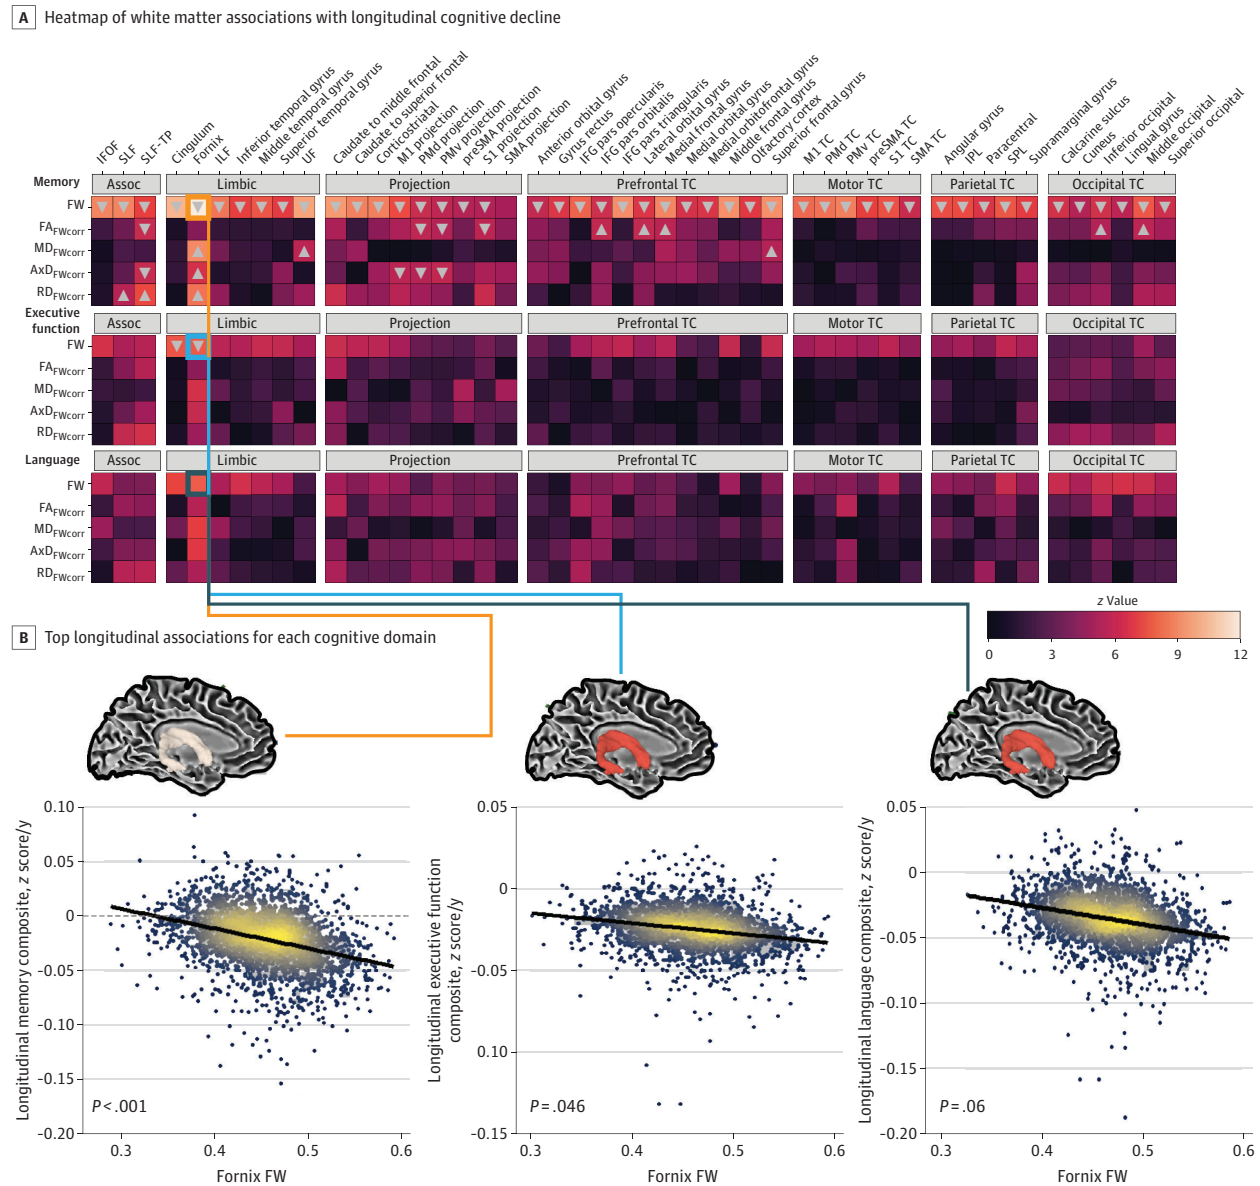 A Heatmap of white matter associations with longitudinal cognitive decline
IFOF
SLF
SLF-TP
Cingulum
Fornix
ILF
Inferior temporal gyrus
Middle temporal gyrus
Superior temporal gyrus
UF
Caudate to middle frontal
Caudate to superior frontal
Corticostriatal
M1 projection
PMd projection
PMv projection
preSMA projection
S1 projection
SMA projection
Anterior orbital gyrus
Gyrus rectus
IFG pars opercularis
IFG pars orbitalis
IFG pars triangularis
Lateral orbital gyrus
Medial frontal gyrus
Medial orbital gyrus
Medial orbitofrontal gyrus
Middle frontal gyrus
Olfactory cortex
Superior frontal gyrus
M1 TC
PMd TC
PMv TC
preSMA TC
S1 TC
SMA TC
Angular gyrus
IPL
Paracentral
SPL
Supramarginal gyrus
Calcarine sulcus
Cuneus
Inferior occipital
Lingual gyrus
Middle occipital
Superior occipital
Memory Assoc Limbic Projection Prefrontal TC Motor TC Parietal TC Occipital TC
FW
FAFWcorr
MDFWcorr
AxDFWcorr
RDFWcorr
Executive
function Assoc Limbic Projection Prefrontal TC Motor TC Parietal TC Occipital TC
FW
FAFWcorr
MDFWcorr
AxDFWcorr
RDFWcorr
Language Assoc Limbic Projection Prefrontal TC Motor TC Parietal TC Occipital TC
FW
FAFWcorr
MDFWcorr
AxDFWcorr
RDFWcorr
z Value
0 3 6 9 12
B Top longitudinal associations for each cognitive domain
Longitudinal memory composite, z score/y
0.10
0.05
0
-0.05
-0.10
-0.15
-0.20
P < .001
0.3 0.4 0.5 0.6
Fornix FW
Longitudinal executive function
composite, z score/y
0.05
0
-0.05
0.10
-0.15
P = .046
0.3 0.4 0.5 0.6
Fornix FW
Longitudinal language composite, z score/y
0.05
0
-0.05
-0.10
-0.15
-0.20
P = .06
0.3 0.4 0.5 0.6
Fornix FW